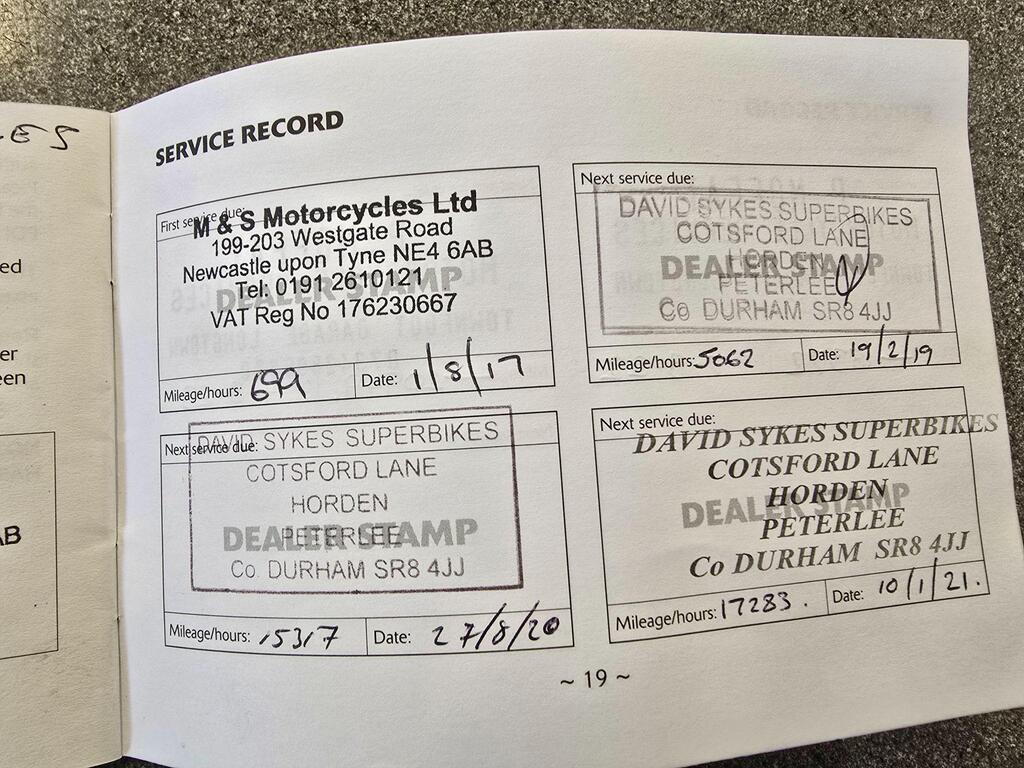 ES
SERVICE RECORD
First service due:
M & S Motorcycles Ltd
199-203 Westgate Road
Newcastle upon Tyne NE4 6AB
Tel: 0191 2610121
DEALER STAMP
VAT Reg No 176230667
Mileage/hours: 699
Date: 1/8/17
Next service due:
DAVID SYKES SUPERBIKES
COTSFORD LANE
HORDEN
DEALER STAMP
PETERLEE
Co DURHAM SR8 4JJ
Mileage/hours: 5062
Date: 19/2/19
Next service due:
DAVID SYKES SUPERBIKES
COTSFORD LANE
HORDEN
DEALER STAMP
PETERLEE
Co. DURHAM SR8 4JJ
Mileage/hours: 15317
Date: 27/8/20
Next service due:
DAVID SYKES SUPERBIKES
COTSFORD LANE
HORDEN
DEALER STAMP
PETERLEE
Co DURHAM SR8 4JJ
Mileage/hours: 17283.
Date: 10/1/21.
~ 19 ~